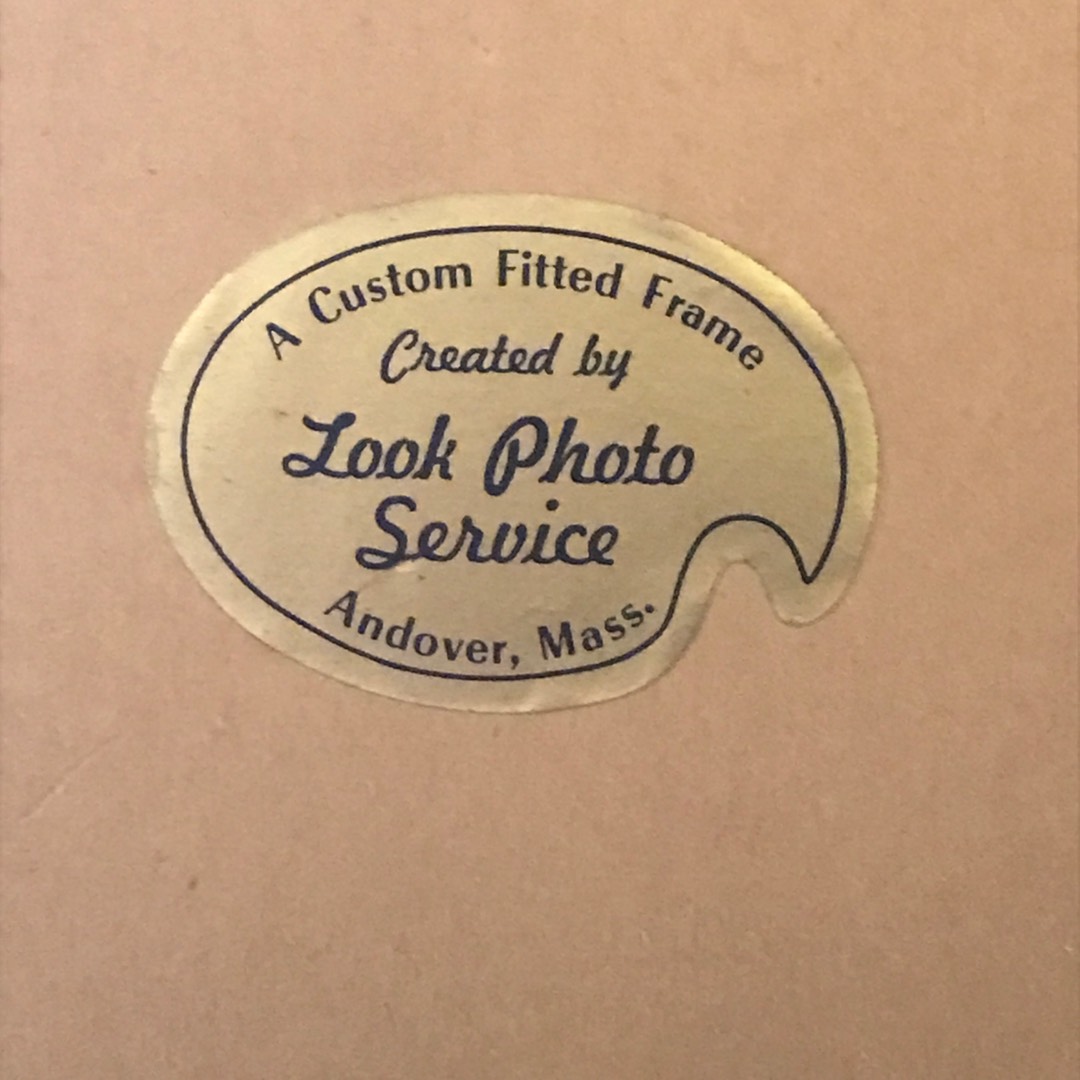 A Custom Fitted Frame
Created by
Look Photo
Service
Andover, Mass.